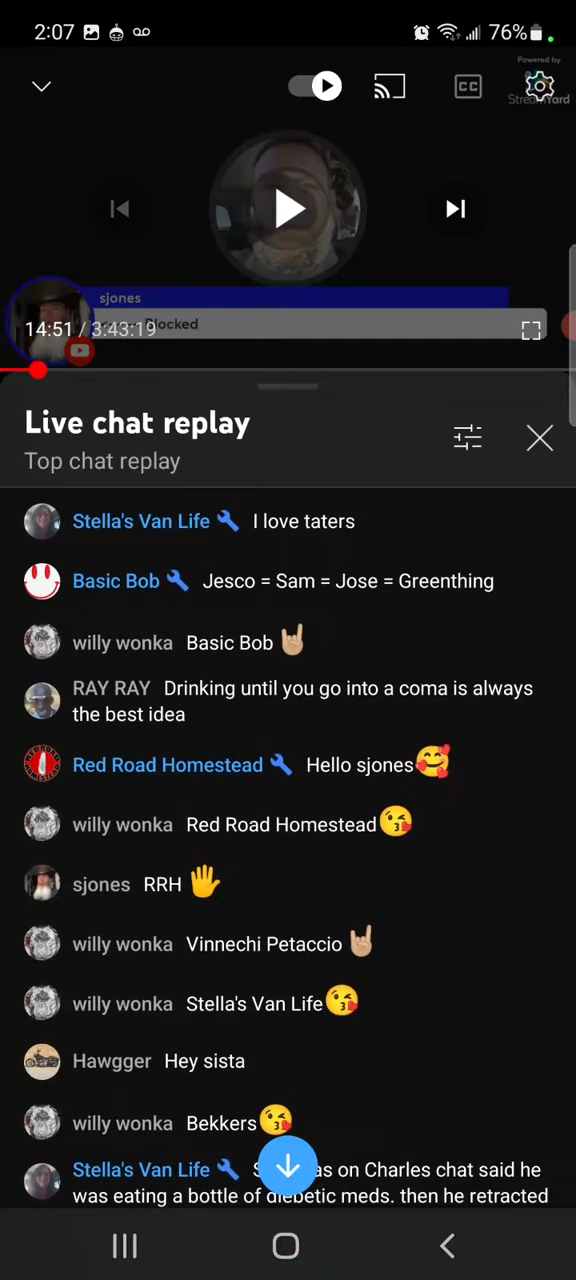 2:07
76%
Powered by
StreamYard
CC
sjones
Blocked
14:51 / 3:43:19
Live chat replay
Top chat replay
Stella's Van Life I love taters
Basic Bob Jesco = Sam = Jose = Greenthing
willy wonka Basic Bob 🤘🏼
RAY RAY Drinking until you go into a coma is always
the best idea
Red Road Homestead Hello sjones🥰
willy wonka Red Road Homestead😘
sjones RRH 🖐
willy wonka Vinnechi Petaccio 🤘🏼
willy wonka Stella's Van Life😘
Hawgger Hey sista
willy wonka Bekkers😘
Stella's Van Life on Charles chat said he
was eating a bottle of diebetic meds. then he retracted